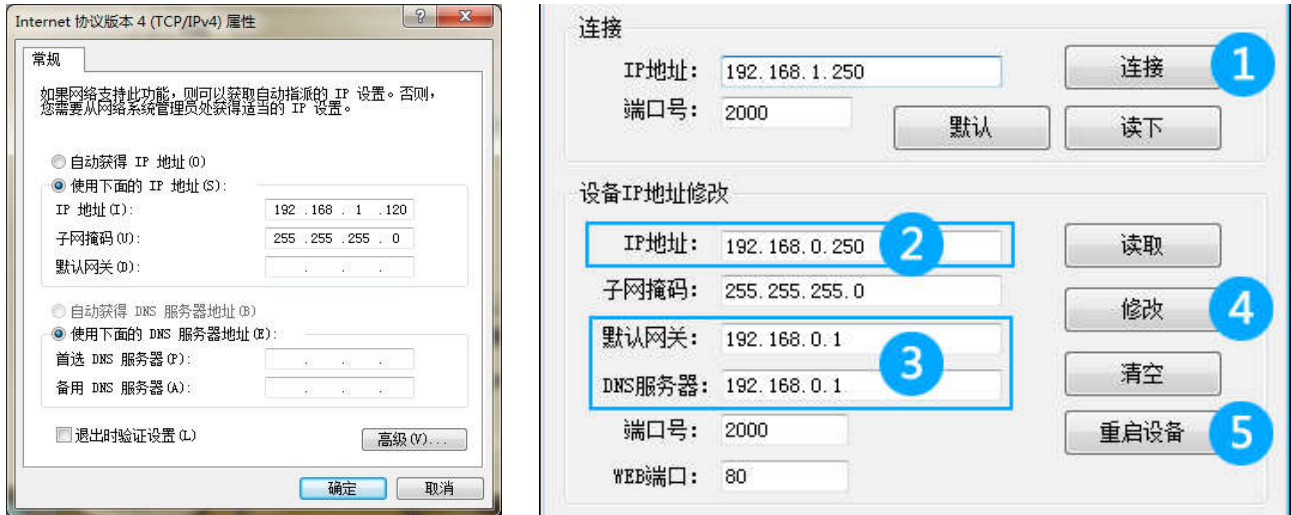 Internet 协议版本 4 (TCP/IPv4) 属性
常规
如果网络支持此功能，则可以获取自动指派的 IP 设置。否则，
您需要从网络系统管理员处获得适当的 IP 设置。
自动获得 IP 地址(O)
使用下面的 IP 地址(S):
IP 地址(I): 192 .168 . 1 .120
子网掩码(U): 255 .255 .255 . 0
默认网关(D): . . .
自动获得 DNS 服务器地址(B)
使用下面的 DNS 服务器地址(E):
首选 DNS 服务器(P): . . .
备用 DNS 服务器(A): . . .
退出时验证设置(L)
高级(V)...
确定 取消
连接
IP地址: 192.168.1.250 连接 1
端口号: 2000 默认 读下
设备IP地址修改
IP地址: 192.168.0.250 2 读取
子网掩码: 255.255.255.0
修改 4
默认网关: 192.168.0.1
3
DNS服务器: 192.168.0.1 清空
端口号: 2000 重启设备 5
WEB端口: 80